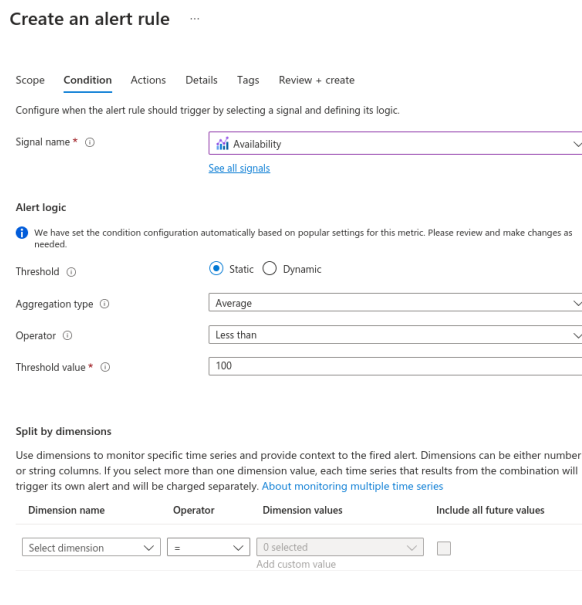 Create an alert rule ...
Scope Condition Actions Details Tags Review + create
Configure when the alert rule should trigger by selecting a signal and defining its logic.
Signal name * Availability
See all signals
Alert logic
We have set the condition configuration automatically based on popular settings for this metric. Please review and make changes as
needed.
Threshold Static Dynamic
Aggregation type Average
Operator Less than
Threshold value * 100
Split by dimensions
Use dimensions to monitor specific time series and provide context to the fired alert. Dimensions can be either number
or string columns. If you select more than one dimension value, each time series that results from the combination will
trigger its own alert and will be charged separately. About monitoring multiple time series
Dimension name Operator Dimension values Include all future values
Select dimension = 0 selected
Add custom value